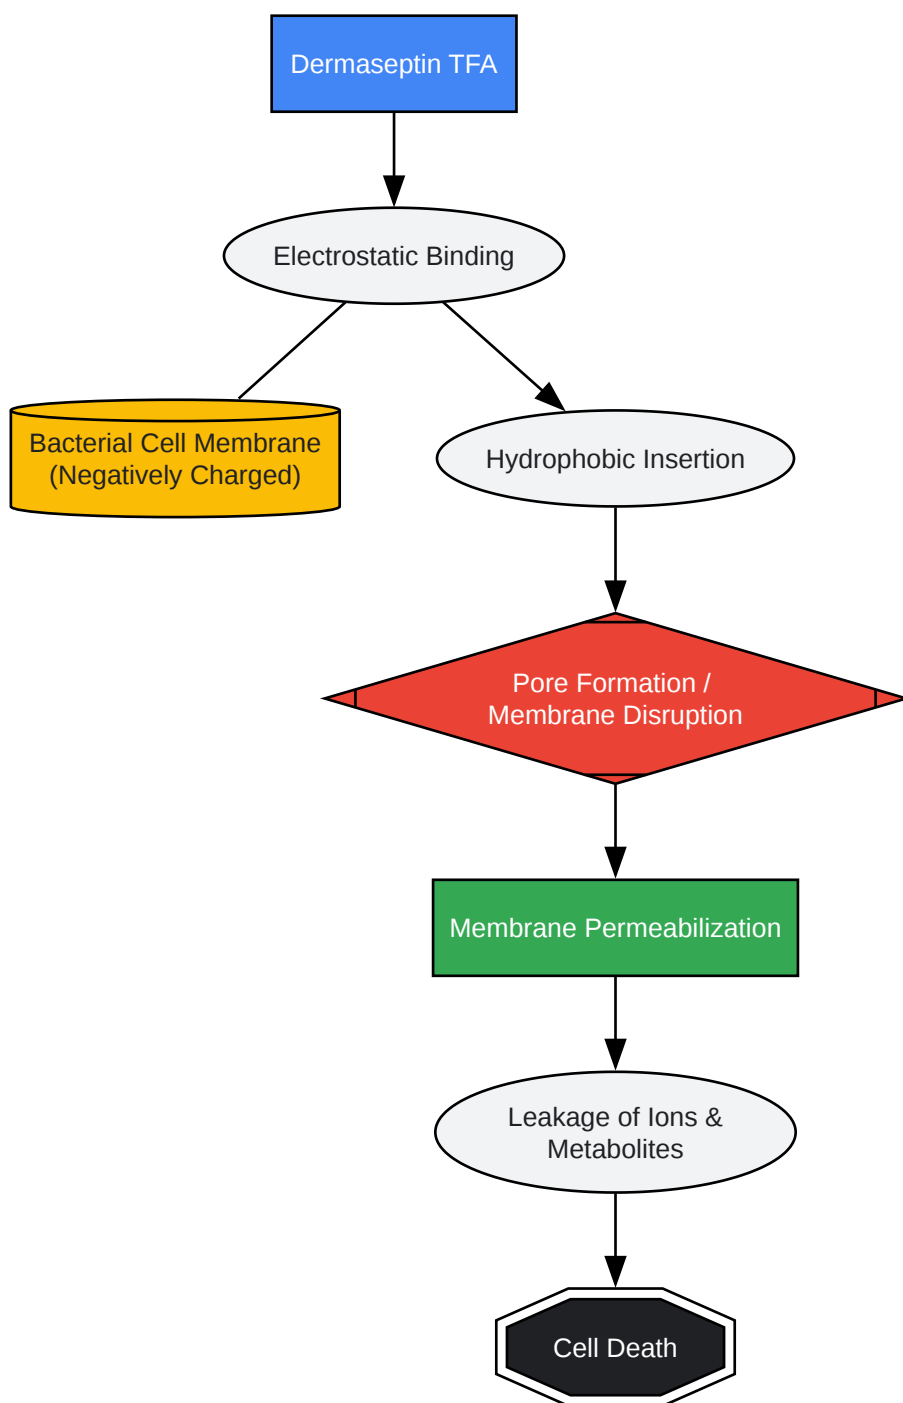 Dermaseptin TFA
Electrostatic Binding
Bacterial Cell Membrane
(Negatively Charged)
Hydrophobic Insertion
Pore Formation /
Membrane Disruption
Membrane Permeabilization
Leakage of Ions &
Metabolites
Cell Death